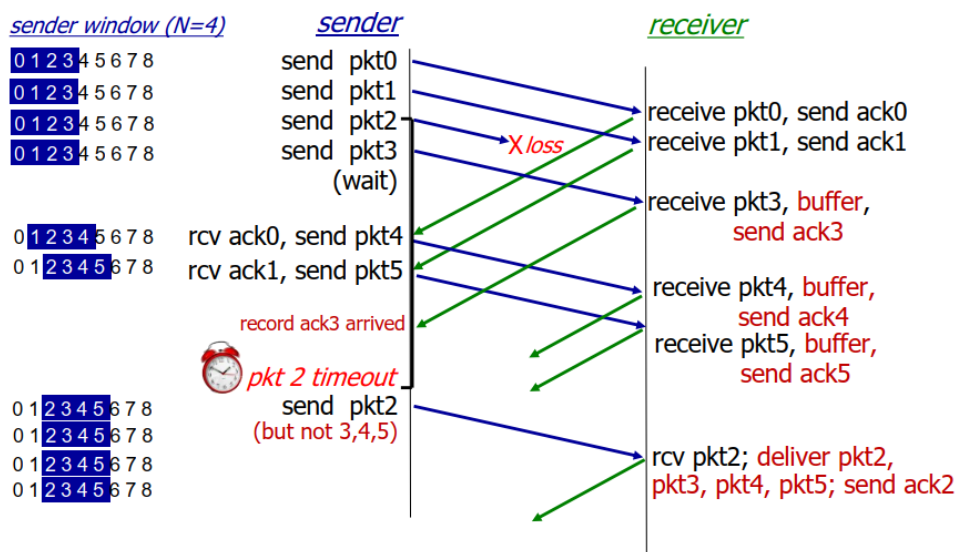 sender window (N=4)
sender
receiver
0 1 2 3 4 5 6 7 8
send pkt0
0 1 2 3 4 5 6 7 8
send pkt1
0 1 2 3 4 5 6 7 8
send pkt2
0 1 2 3 4 5 6 7 8
send pkt3
(wait)
X loss
receive pkt0, send ack0
receive pkt1, send ack1
receive pkt3, buffer,
send ack3
0 1 2 3 4 5 6 7 8
rcv ack0, send pkt4
0 1 2 3 4 5 6 7 8
rcv ack1, send pkt5
receive pkt4, buffer,
send ack4
record ack3 arrived
receive pkt5, buffer,
send ack5
pkt 2 timeout
0 1 2 3 4 5 6 7 8
send pkt2
0 1 2 3 4 5 6 7 8
(but not 3,4,5)
0 1 2 3 4 5 6 7 8
0 1 2 3 4 5 6 7 8
rcv pkt2; deliver pkt2,
pkt3, pkt4, pkt5; send ack2